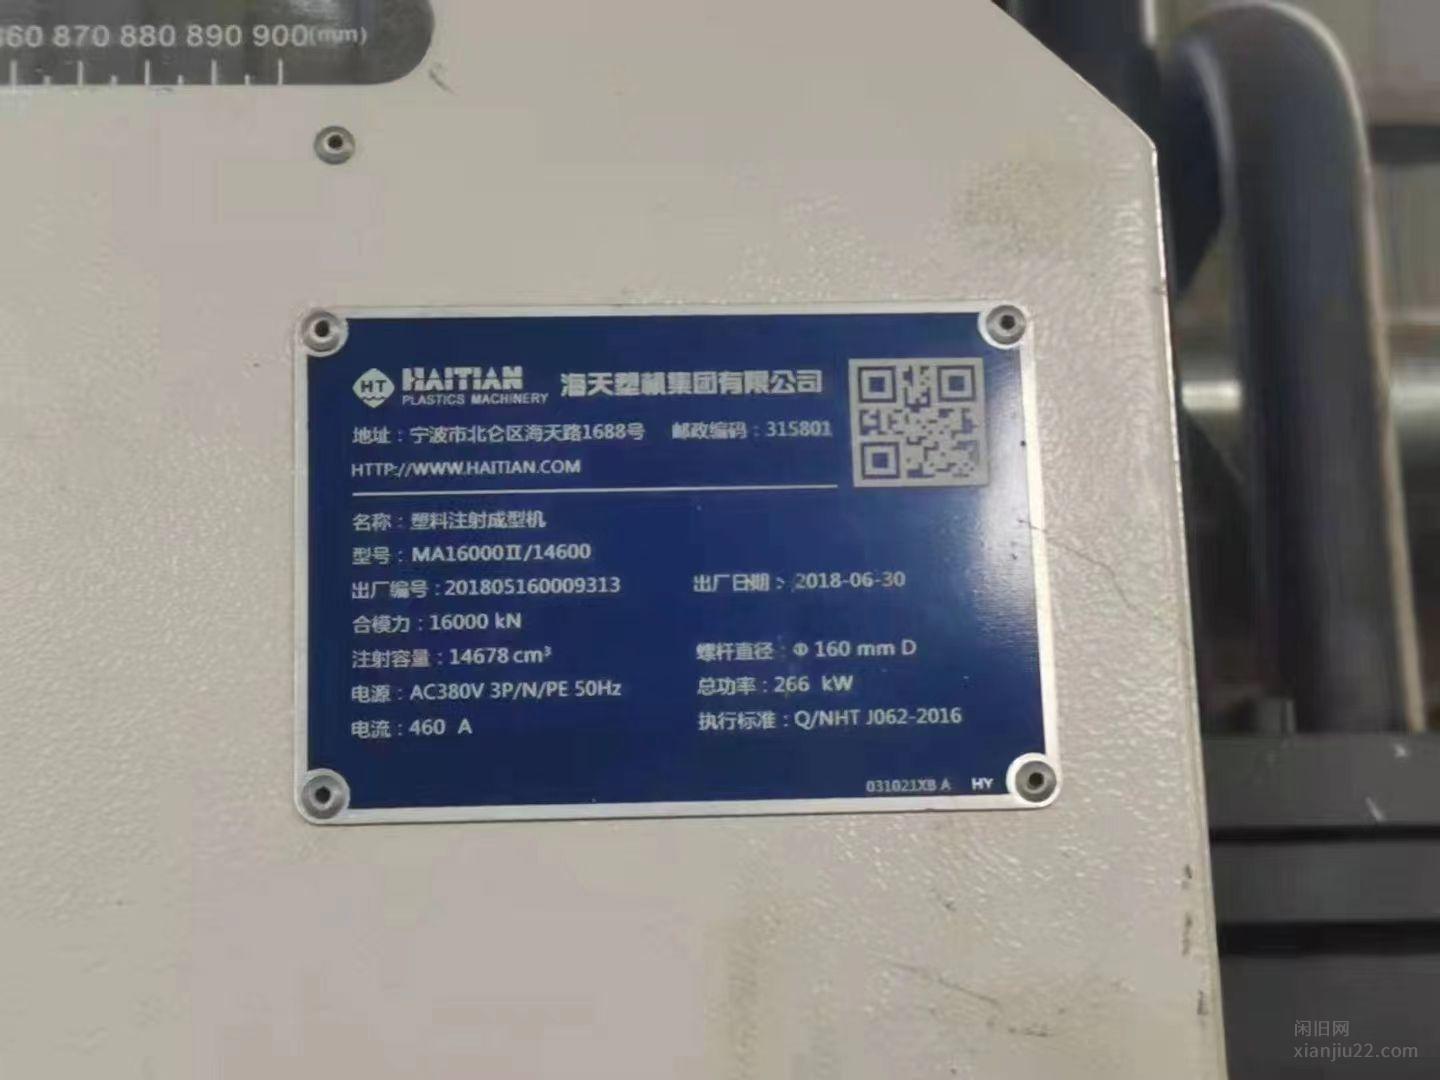 860 870 880 890 900(mm)
HT HAITIAN 海天塑机集团有限公司
PLASTICS MACHINERY
地址：宁波市北仑区海天路1688号 邮政编码：315801
HTTP://WWW.HAITIAN.COM
名称：塑料注射成型机
型号：MA16000Ⅱ/14600
出厂编号：201805160009313 出厂日期：2018-06-30
合模力：16000 kN
注射容量：14678 cm³ 螺杆直径：Φ 160 mm D
电源：AC380V 3P/N/PE 50Hz 总功率：266 kW
电流：460 A 执行标准：Q/NHT J062-2016
031021XB A HY
闲旧网
xianjiu22.com